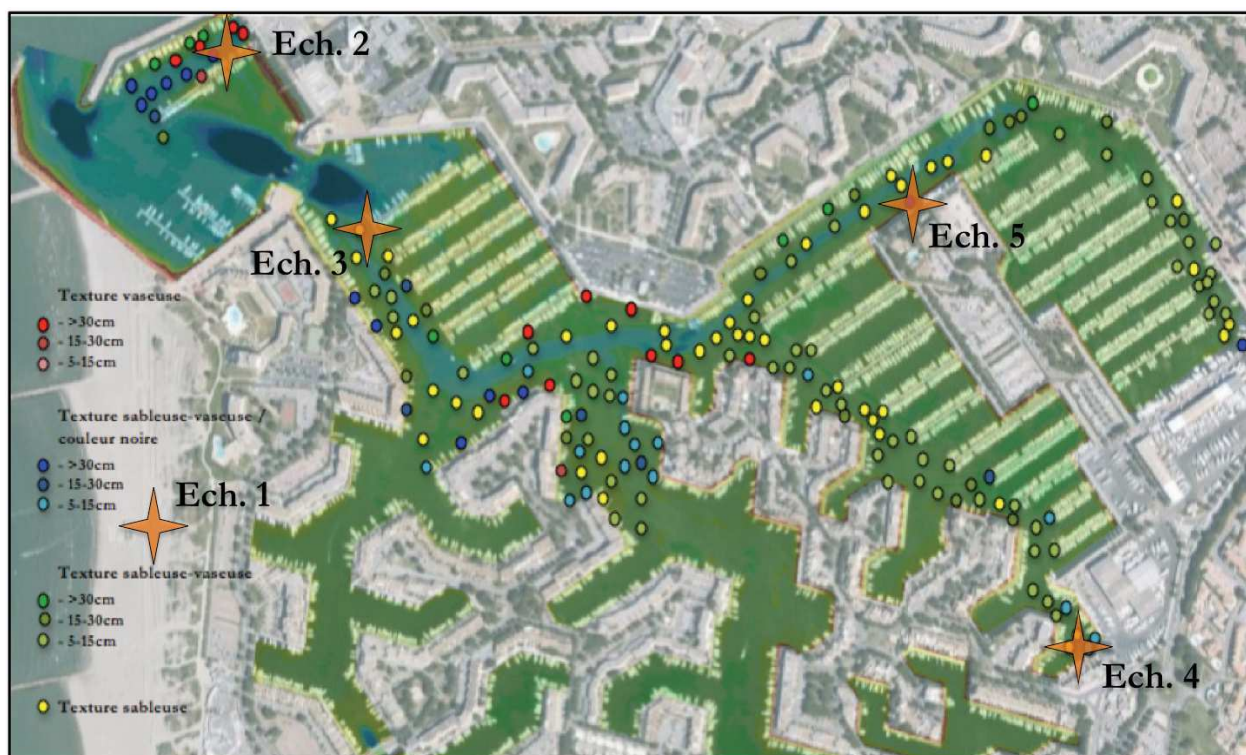 Ech. 2
Ech. 3
Ech. 5
Texture vaseuse
- >30cm
- 15-30cm
- 5-15cm
Texture sableuse-vaseuse /
couleur noire
- >30cm
- 15-30cm
- 5-15cm
Ech. 1
Texture sableuse-vaseuse
- >30cm
- 15-30cm
- 5-15cm
Ech. 4
Texture sableuse